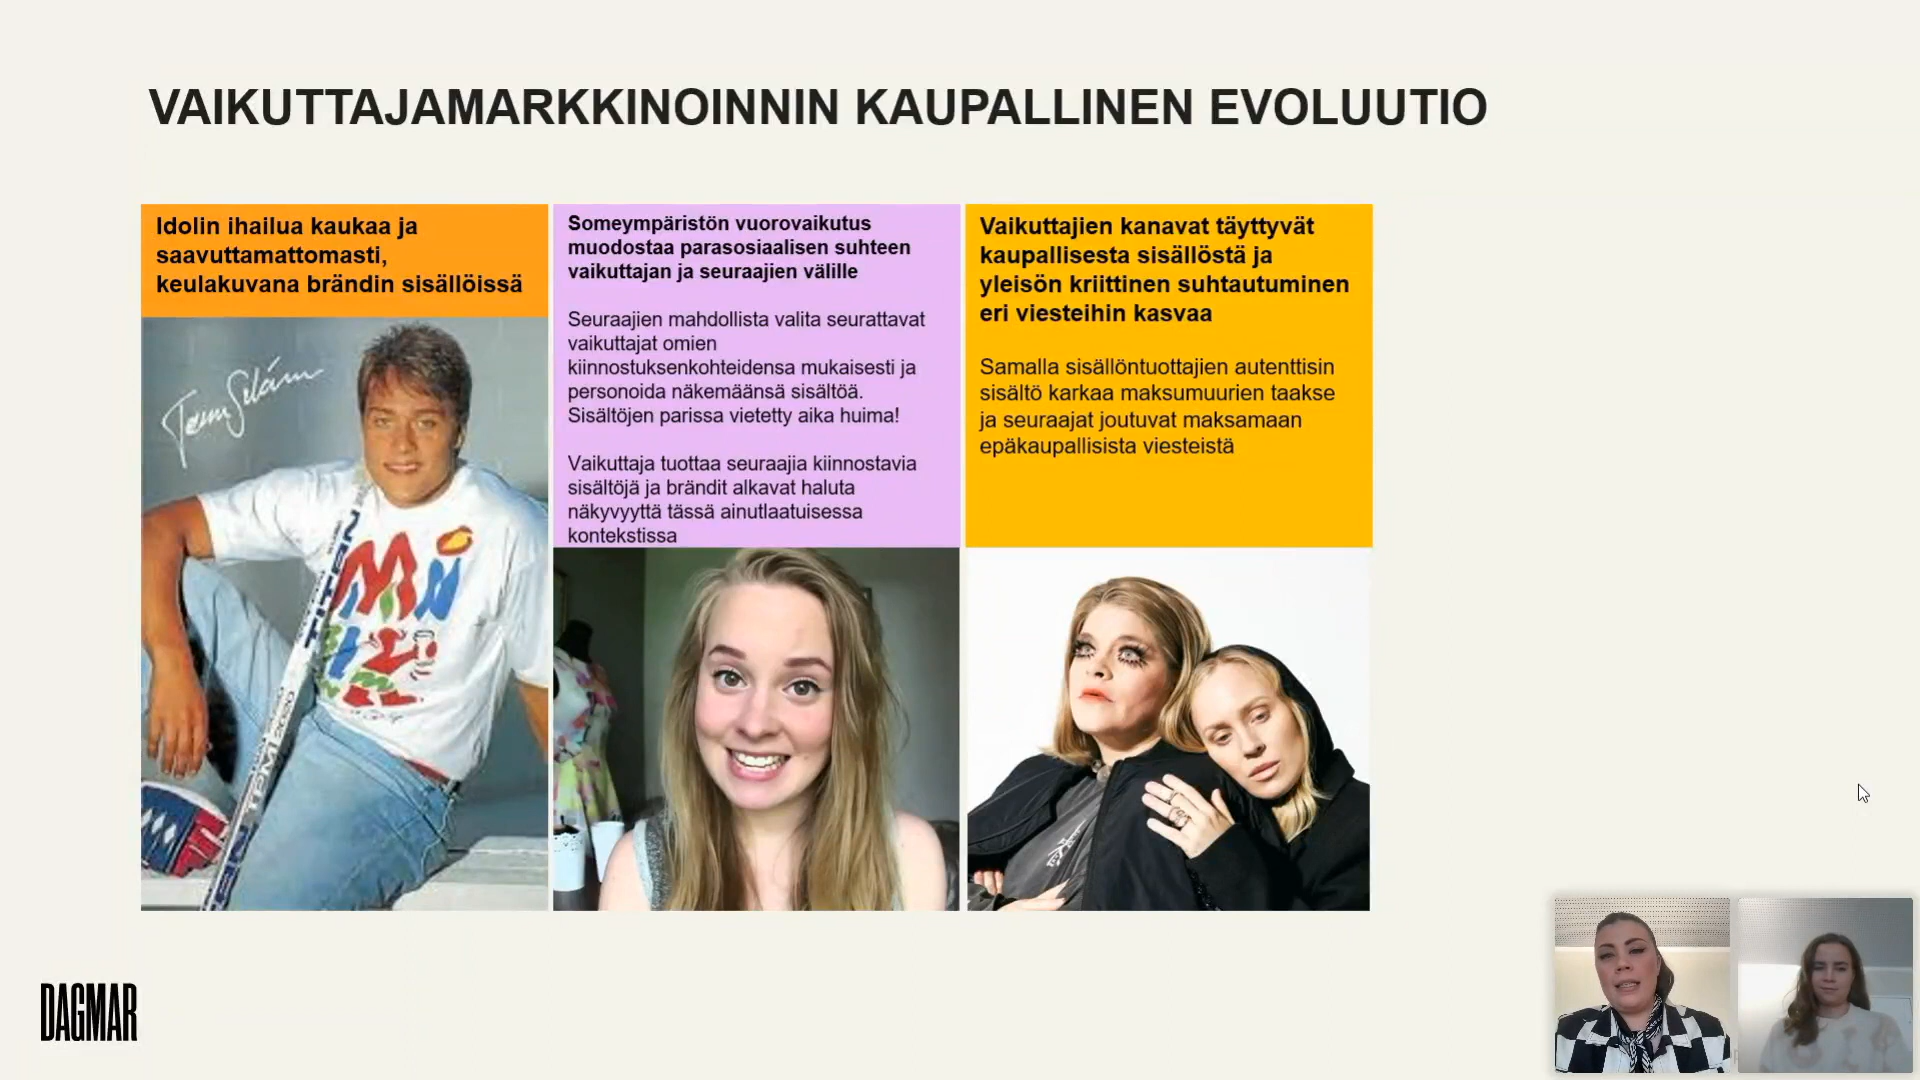 VAIKUTTAJAMARKKINOINNIN KAUPALLINEN EVOLUUTIO
Idolin ihailua kaukaa ja
saavuttamattomasti,
keulakuvana brändin sisällöissä
Someympäristön vuorovaikutus
muodostaa parasosiaalisen suhteen
vaikuttajan ja seuraajien välille
Seuraajien mahdollista valita seurattavat
vaikuttajat omien
kiinnostuksenkohteidensa mukaisesti ja
personoida näkemäänsä sisältöä.
Sisältöjen parissa vietetty aika huima!
Vaikuttaja tuottaa seuraajia kiinnostavia
sisältöjä ja brändit alkavat haluta
näkyvyyttä tässä ainutlaatuisessa
kontekstissa
Vaikuttajien kanavat täyttyvät
kaupallisesta sisällöstä ja
yleisön kriittinen suhtautuminen
eri viesteihin kasvaa
Samalla sisällöntuottajien autenttisin
sisältö karkaa maksumuurien taakse
ja seuraajat joutuvat maksamaan
epäkaupallisista viesteistä
TITAN
DAGMAR